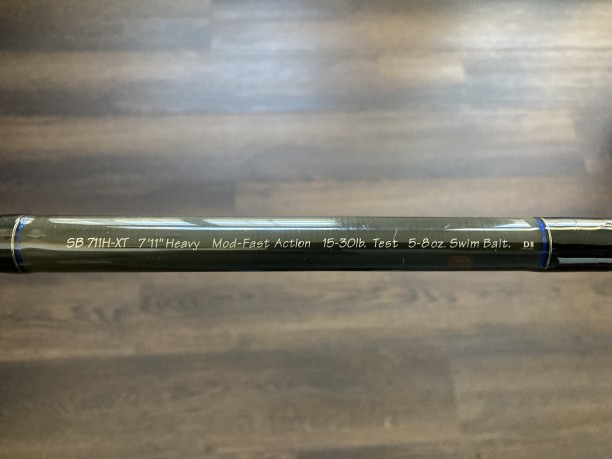 SB 711H-XT 7'11" Heavy Mod-Fast Action 15-30lb. Test 5-8oz. Swim Bait. D8